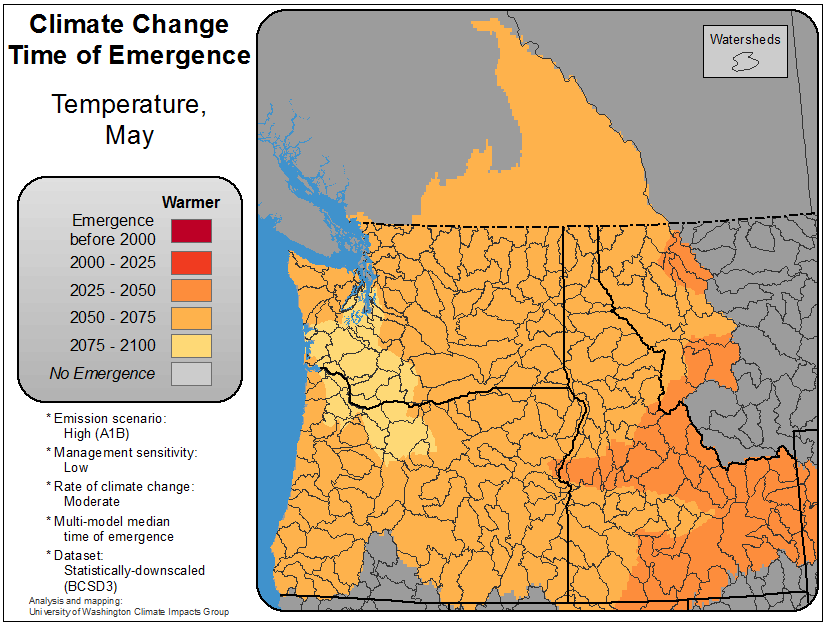 Climate Change
Time of Emergence
Temperature,
May
Warmer
Emergence
before 2000
2000 - 2025
2025 - 2050
2050 - 2075
2075 - 2100
No Emergence
* Emission scenario:
High (A1B)
* Management sensitivity:
Low
* Rate of climate change:
Moderate
* Multi-model median
time of emergence
* Dataset:
Statistically-downscaled
(BCSD3)
Analysis and mapping:
University of Washington Climate Impacts Group
Watersheds